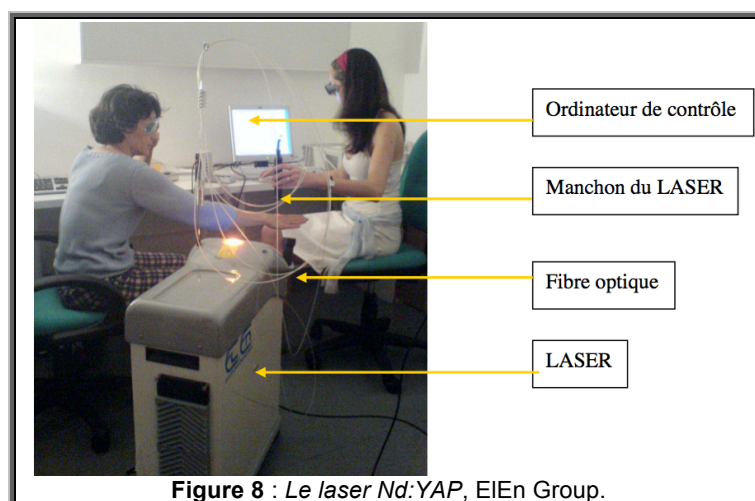 Ordinateur de contrôle
Manchon du LASER
Fibre optique
LASER
Figure 8 : Le laser Nd:YAP, ElEn Group.